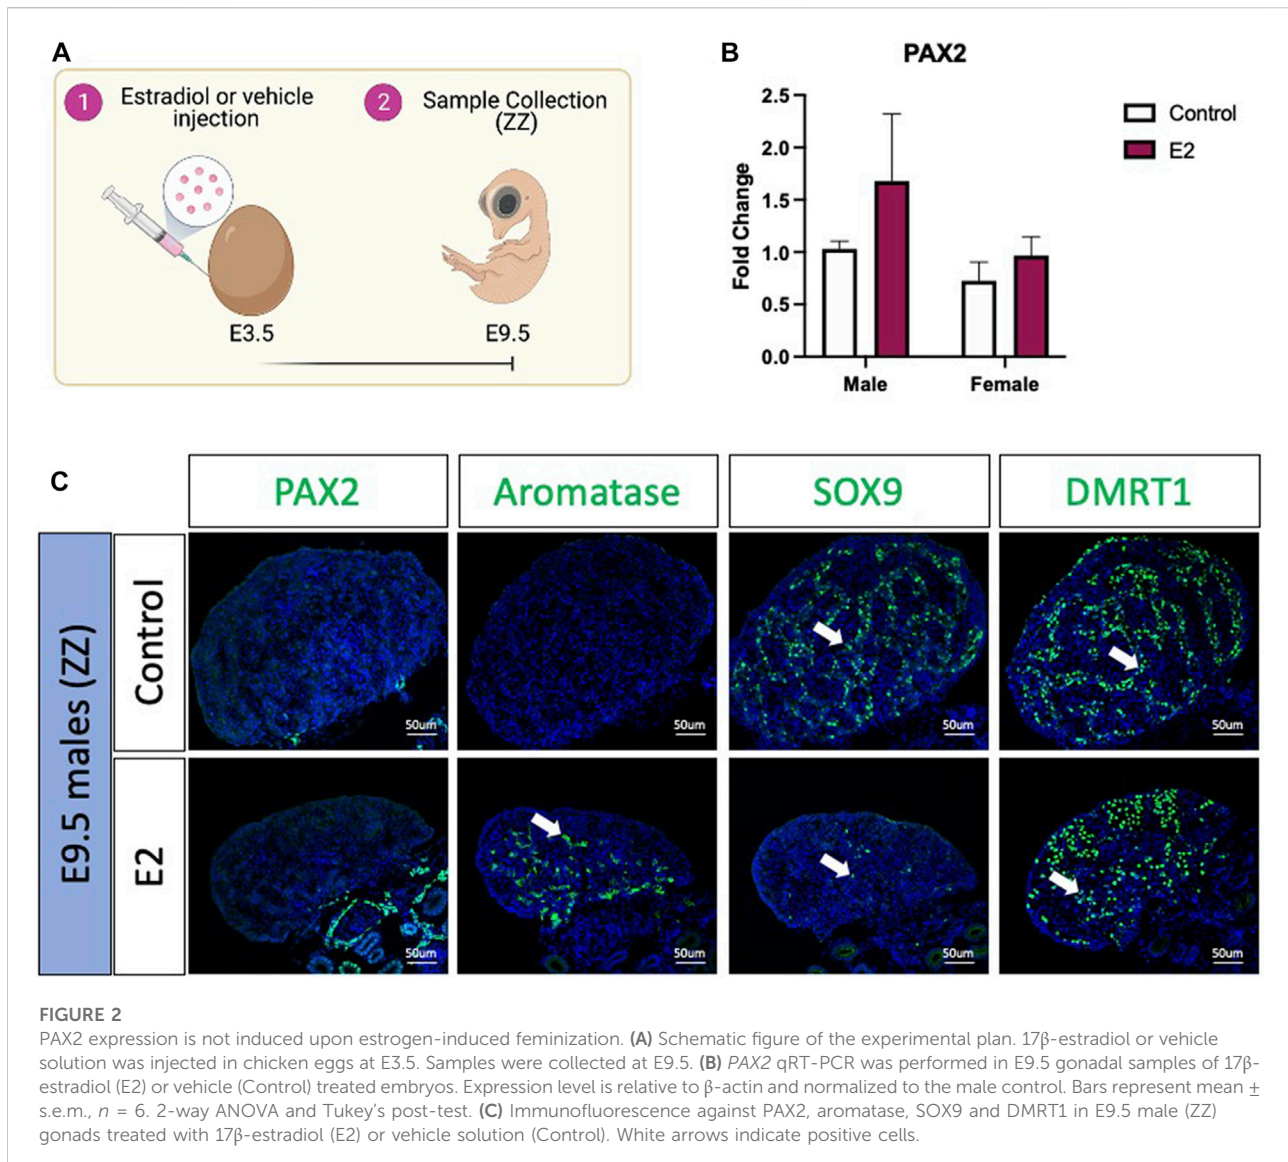 A
1
Estradiol or vehicle
injection
2
Sample Collection
(ZZ)
E3.5
E9.5
B
PAX2
Fold Change
2.5
2.0
1.5
1.0
0.5
0.0
Male
Female
Control
E2
C
PAX2
Aromatase
SOX9
DMRT1
E9.5 males (ZZ)
Control
50um
50um
50um
50um
E2
50um
50um
50um
50um
FIGURE 2
PAX2 expression is not induced upon estrogen-induced feminization. (A) Schematic figure of the experimental plan. 17β-estradiol or vehicle
solution was injected in chicken eggs at E3.5. Samples were collected at E9.5. (B) PAX2 qRT-PCR was performed in E9.5 gonadal samples of 17β-
estradiol (E2) or vehicle (Control) treated embryos. Expression level is relative to β-actin and normalized to the male control. Bars represent mean ±
s.e.m., n = 6. 2-way ANOVA and Tukey's post-test. (C) Immunofluorescence against PAX2, aromatase, SOX9 and DMRT1 in E9.5 male (ZZ)
gonads treated with 17β-estradiol (E2) or vehicle solution (Control). White arrows indicate positive cells.